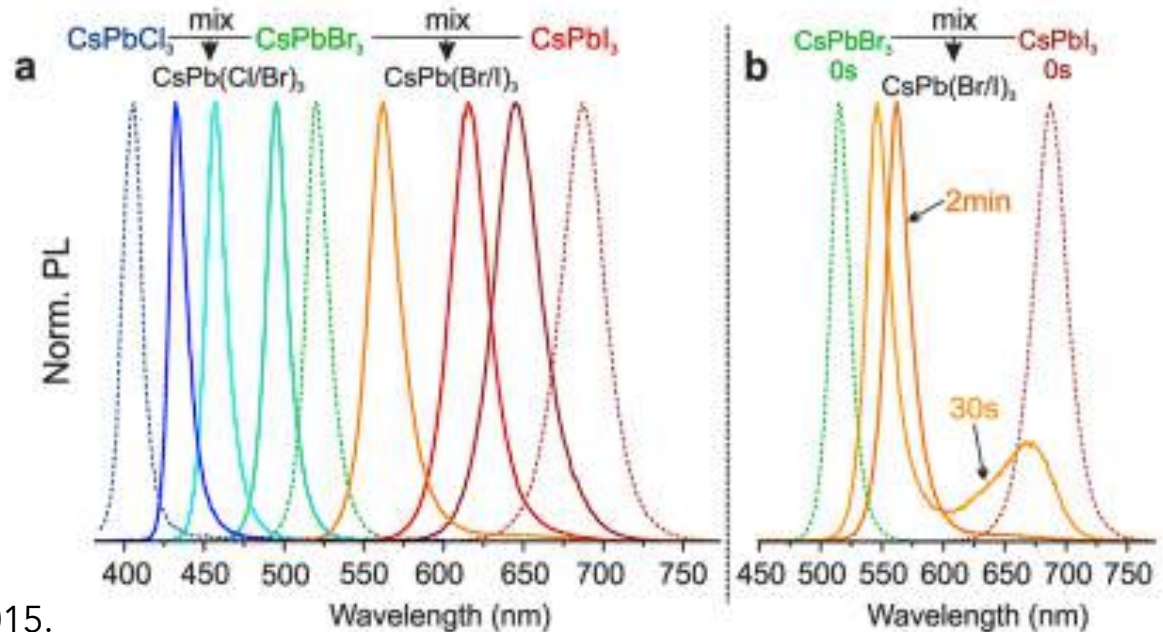 mix
mix
CsPbCl₃
CsPbBr₃
CsPbI₃
a
CsPb(Cl/Br)₃
CsPb(Br/I)₃
Norm. PL
400 450 500 550 600 650 700 750
Wavelength (nm)
mix
CsPbBr₃
CsPbI₃
0s
0s
b
CsPb(Br/I)₃
2min
30s
450 500 550 600 650 700 750
Wavelength (nm)
015.